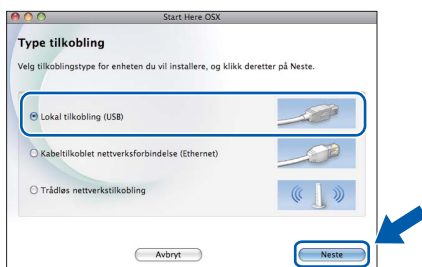 Start Here OSX
Type tilkobling
Velg tilkoblingstype for enheten du vil installere, og klikk deretter på Neste.
Lokal tilkobling (USB)
Kabeltilkoblet nettverksforbindelse (Ethernet)
Trådløs nettverkstilkobling
Avbryt
Neste